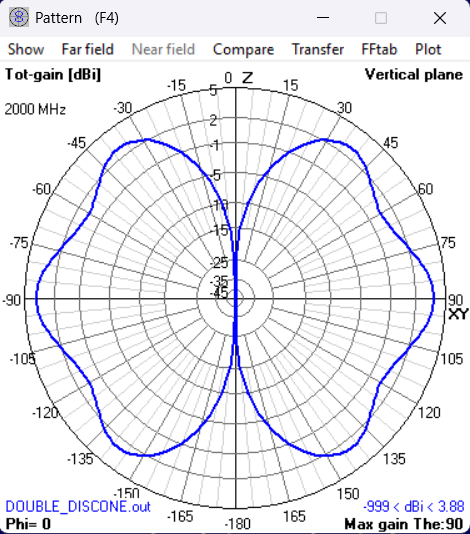 Pattern (F4)
Show Far field Near field Compare Transfer FFtab Plot
Tot-gain [dBi] 0 Z Vertical plane
-15 15
5
2000 MHz -30 30
2
-45 -1 45
-5
-60 60
-10
-75 -15 75
-25
-35
-45
-90 90
XY
-105 105
-120 120
-135 135
-150 150
DOUBLE_DISCONE.out -165 165 -999 < dBi < 3.88
Phi= 0 -180 Max gain The:90